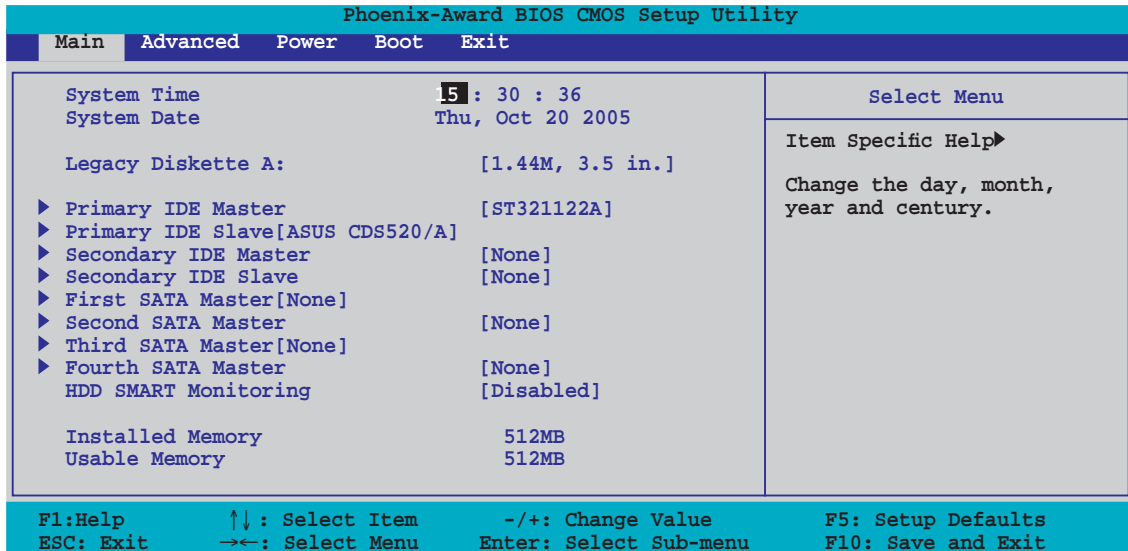 Phoenix-Award BIOS CMOS Setup Utility
Main Advanced Power Boot Exit
System Time 15 : 30 : 36
System Date Thu, Oct 20 2005
Legacy Diskette A: [1.44M, 3.5 in.]
Primary IDE Master [ST321122A]
Primary IDE Slave[ASUS CDS520/A]
Secondary IDE Master [None]
Secondary IDE Slave [None]
First SATA Master[None]
Second SATA Master [None]
Third SATA Master[None]
Fourth SATA Master [None]
HDD SMART Monitoring [Disabled]
Installed Memory 512MB
Usable Memory 512MB
Select Menu
Item Specific Help
Change the day, month,
year and century.
F1:Help ↑↓ : Select Item -/+: Change Value F5: Setup Defaults
ESC: Exit →←: Select Menu Enter: Select Sub-menu F10: Save and Exit